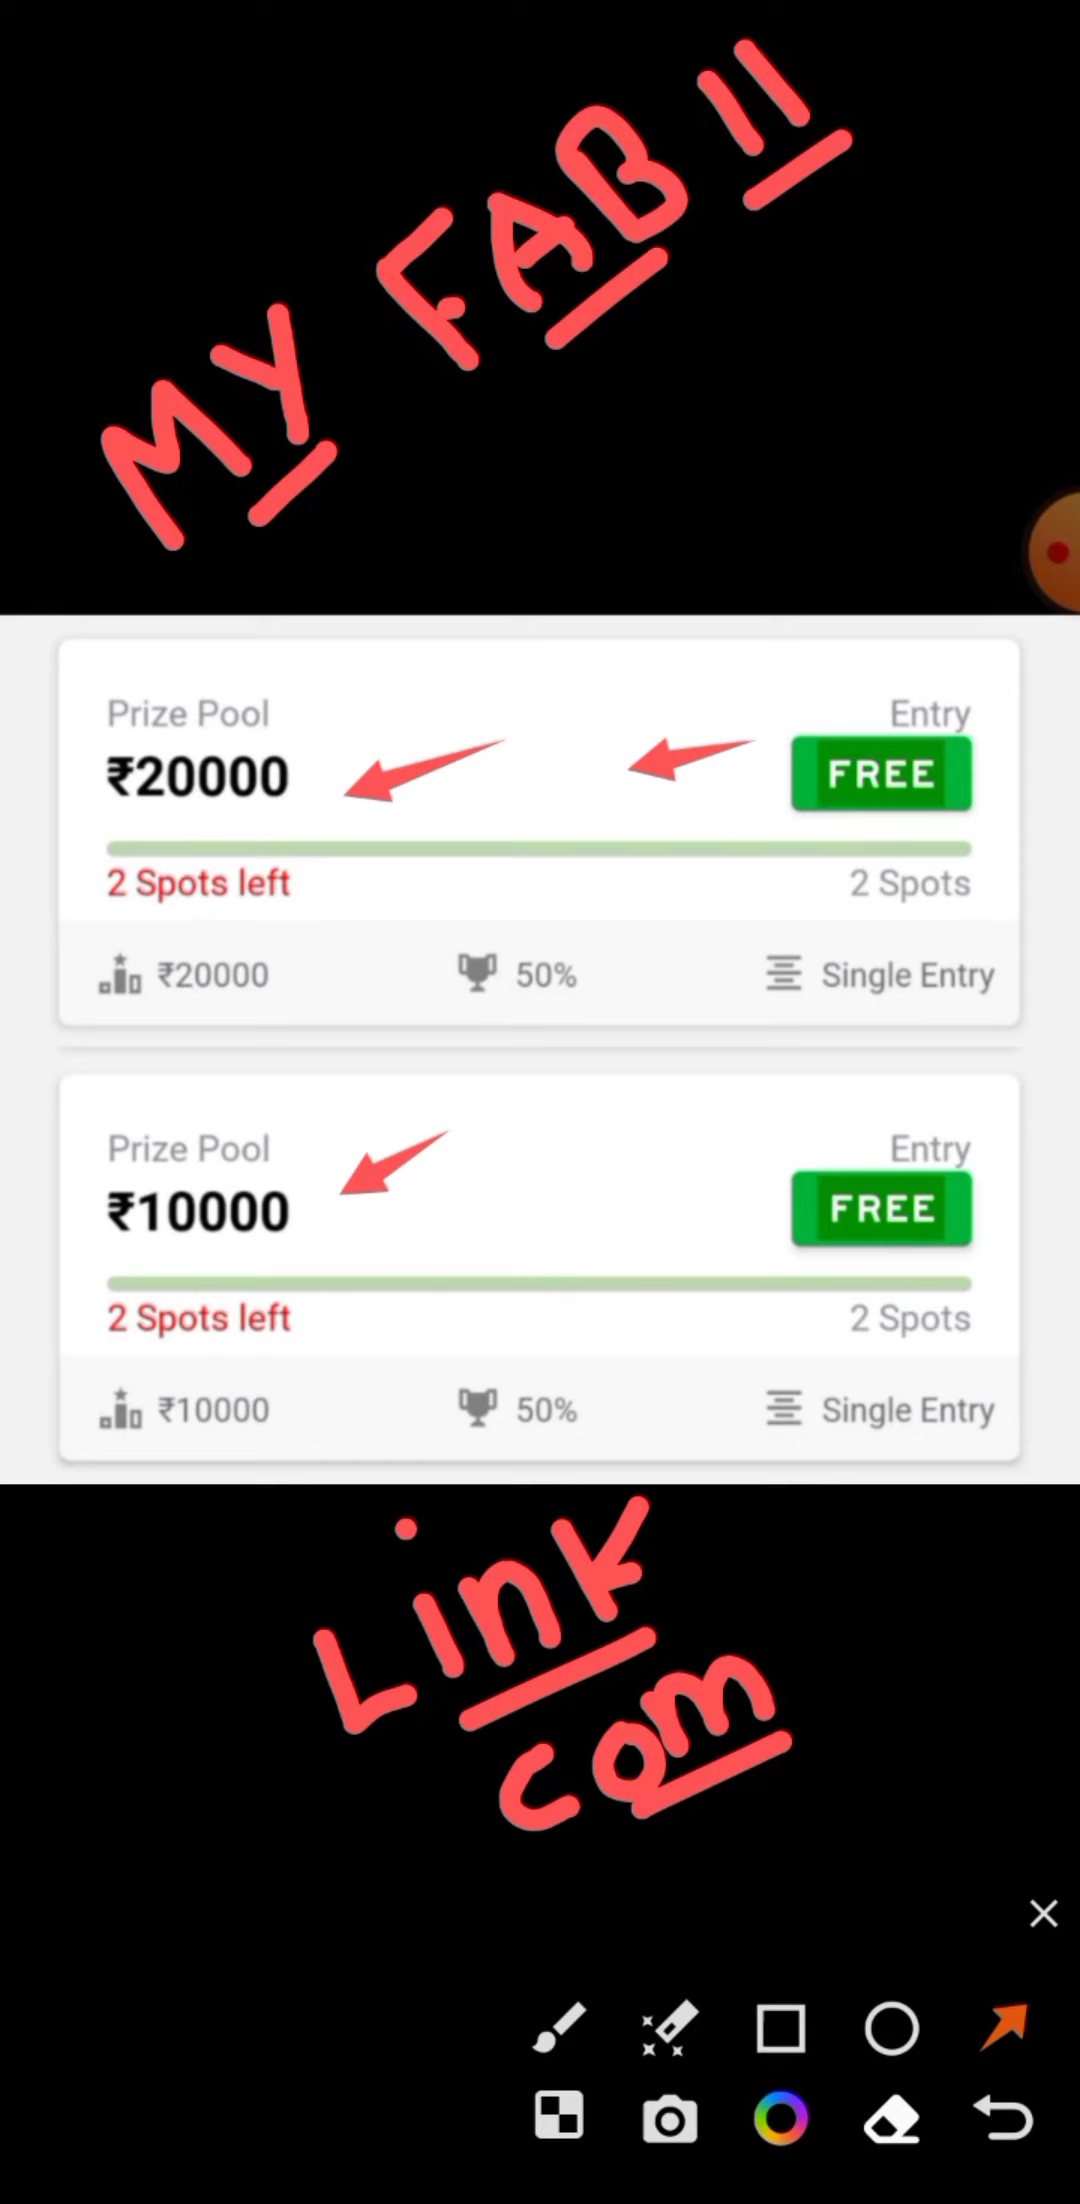 MY FAB 11
Prize Pool Entry
₹20000 FREE
2 Spots left 2 Spots
₹20000 50% Single Entry
Prize Pool Entry
₹10000 FREE
2 Spots left 2 Spots
₹10000 50% Single Entry
Link
com